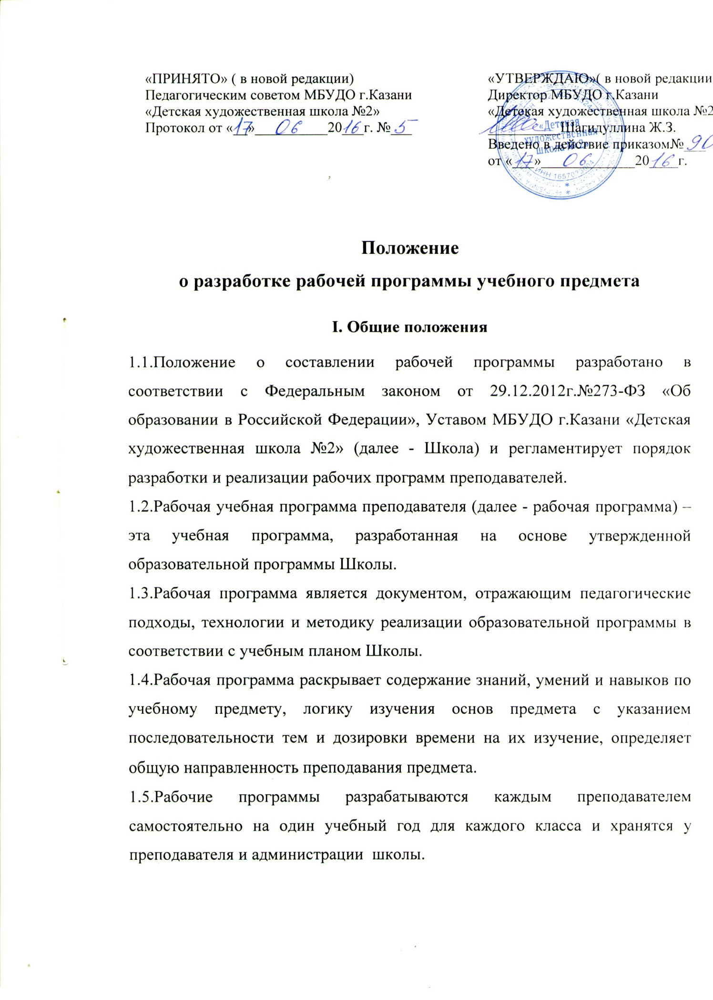 «ПРИНЯТО» ( в новой редакции)
Педагогическим советом МБУДО г.Казани
«Детская художественная школа №2»
Протокол от «17» 06 2016 г. № 5
«УТВЕРЖДАЮ»( в новой редакции
Директор МБУДО г.Казани
«Детская художественная школа №2
Шагидуллина Ж.З.
Введено в действие приказом№ 90
от «17» 06 2016 г.
«Детская
художественная
школа №2»
ИНН 1657033004
Положение
о разработке рабочей программы учебного предмета
I. Общие положения
1.1.Положение о составлении рабочей программы разработано в
соответствии с Федеральным законом от 29.12.2012г.№273-ФЗ «Об
образовании в Российской Федерации», Уставом МБУДО г.Казани «Детская
художественная школа №2» (далее - Школа) и регламентирует порядок
разработки и реализации рабочих программ преподавателей.
1.2.Рабочая учебная программа преподавателя (далее - рабочая программа) –
эта учебная программа, разработанная на основе утвержденной
образовательной программы Школы.
1.3.Рабочая программа является документом, отражающим педагогические
подходы, технологии и методику реализации образовательной программы в
соответствии с учебным планом Школы.
1.4.Рабочая программа раскрывает содержание знаний, умений и навыков по
учебному предмету, логику изучения основ предмета с указанием
последовательности тем и дозировки времени на их изучение, определяет
общую направленность преподавания предмета.
1.5.Рабочие программы разрабатываются каждым преподавателем
самостоятельно на один учебный год для каждого класса и хранятся у
преподавателя и администрации школы.